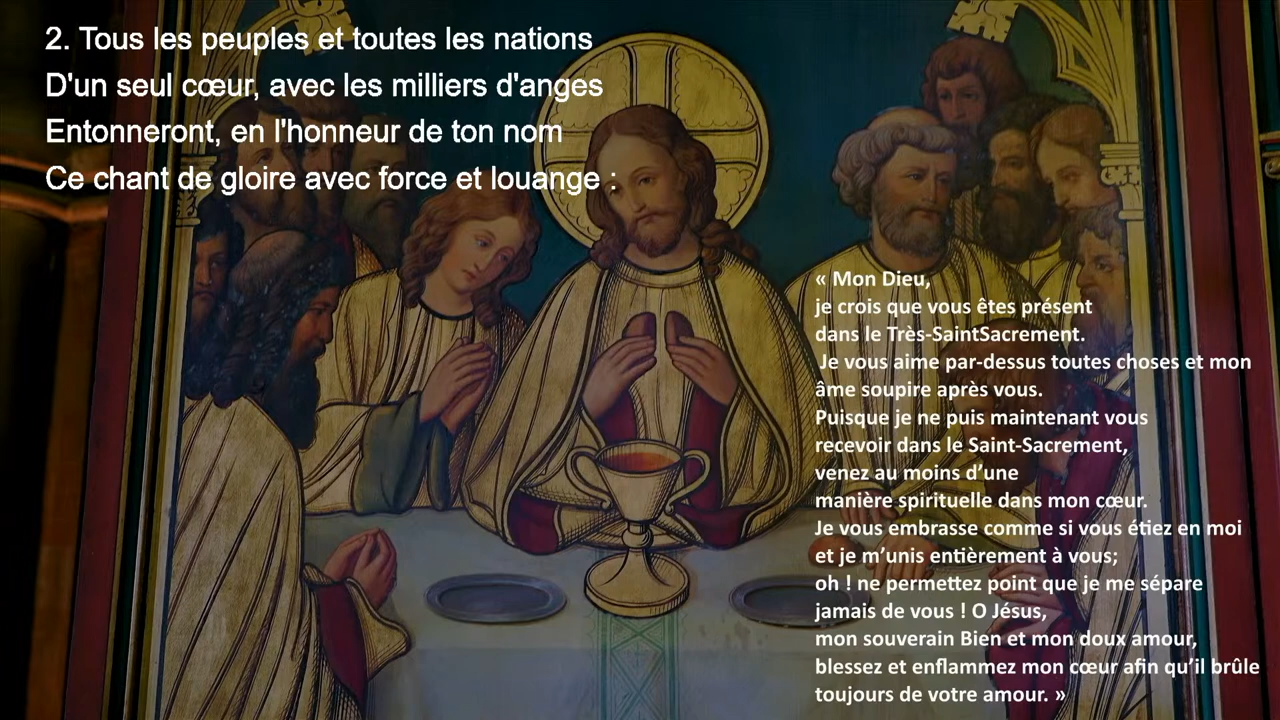 2. Tous les peuples et toutes les nations
D'un seul cœur, avec les milliers d'anges
Entonneront, en l'honneur de ton nom
Ce chant de gloire avec force et louange :
« Mon Dieu,
je crois que vous êtes présent
dans le Très-SaintSacrement.
Je vous aime par-dessus toutes choses et mon
âme soupire après vous.
Puisque je ne puis maintenant vous
recevoir dans le Saint-Sacrement,
venez au moins d’une
manière spirituelle dans mon cœur.
Je vous embrasse comme si vous étiez en moi
et je m’unis entièrement à vous;
oh ! ne permettez point que je me sépare
jamais de vous ! O Jésus,
mon souverain Bien et mon doux amour,
blessez et enflammez mon cœur afin qu’il brûle
toujours de votre amour. »